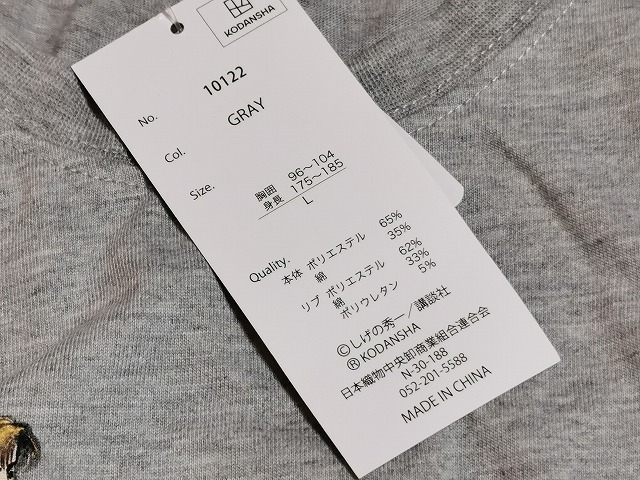 KODANSHA
No. 10122
Col. GRAY
Size. 胸囲 96～104
身長 175～185
L
Quality. 本体 ポリエステル 65%
綿 35%
リブ ポリエステル 62%
綿 33%
ポリウレタン 5%
©しげの秀一／講談社
® KODANSHA
日本織物中央卸商業組合連合会
N-30-188
052-201-5588
MADE IN CHINA